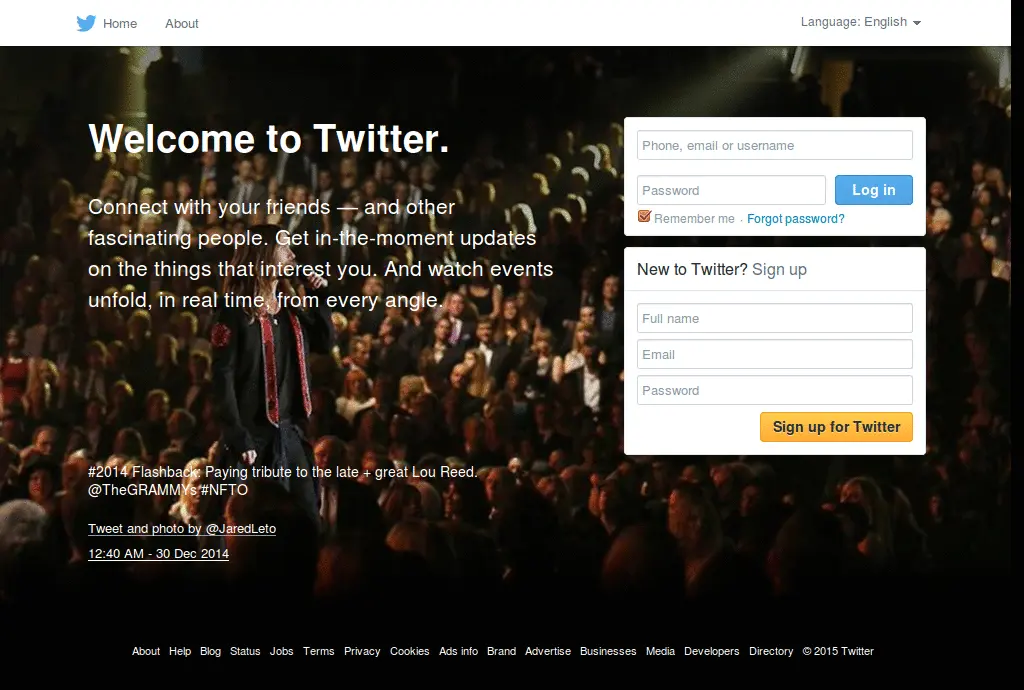 Home About
Language: English
Welcome to Twitter.
Connect with your friends — and other
fascinating people. Get in-the-moment updates
on the things that interest you. And watch events
unfold, in real time, from every angle.
#2014 Flashback: Paying tribute to the late + great Lou Reed.
@TheGRAMMYs #NFTO
Tweet and photo by @JaredLeto
12:40 AM - 30 Dec 2014
Phone, email or username
Password
Log in
Remember me · Forgot password?
New to Twitter? Sign up
Full name
Email
Password
Sign up for Twitter
About Help Blog Status Jobs Terms Privacy Cookies Ads info Brand Advertise Businesses Media Developers Directory © 2015 Twitter